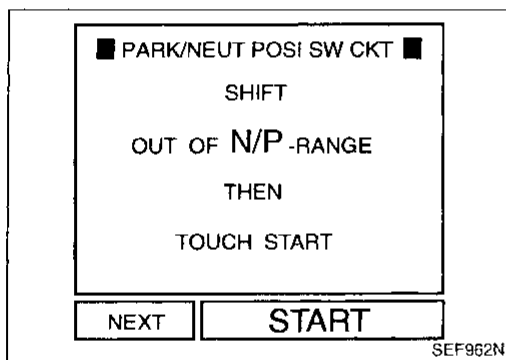 ■ PARK/NEUT POSI SW CKT ■
SHIFT
OUT OF N/P -RANGE
THEN
TOUCH START
NEXT START
SEF962N